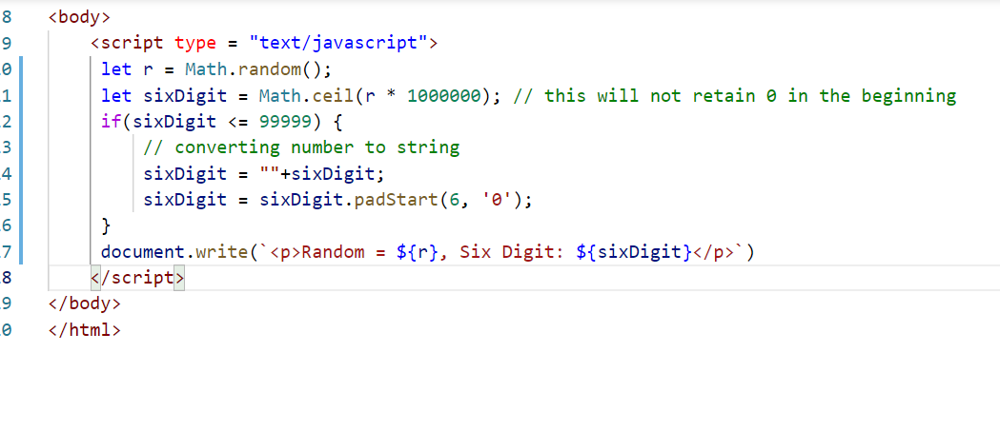 8 <body>
9 <script type = "text/javascript">
0 let r = Math.random();
1 let sixDigit = Math.ceil(r * 1000000); // this will not retain 0 in the beginning
2 if(sixDigit <= 99999) {
3 // converting number to string
4 sixDigit = ""+sixDigit;
5 sixDigit = sixDigit.padStart(6, '0');
6 }
7 document.write(`<p>Random = ${r}, Six Digit: ${sixDigit}</p>`)
8 </script>
9 </body>
0 </html>